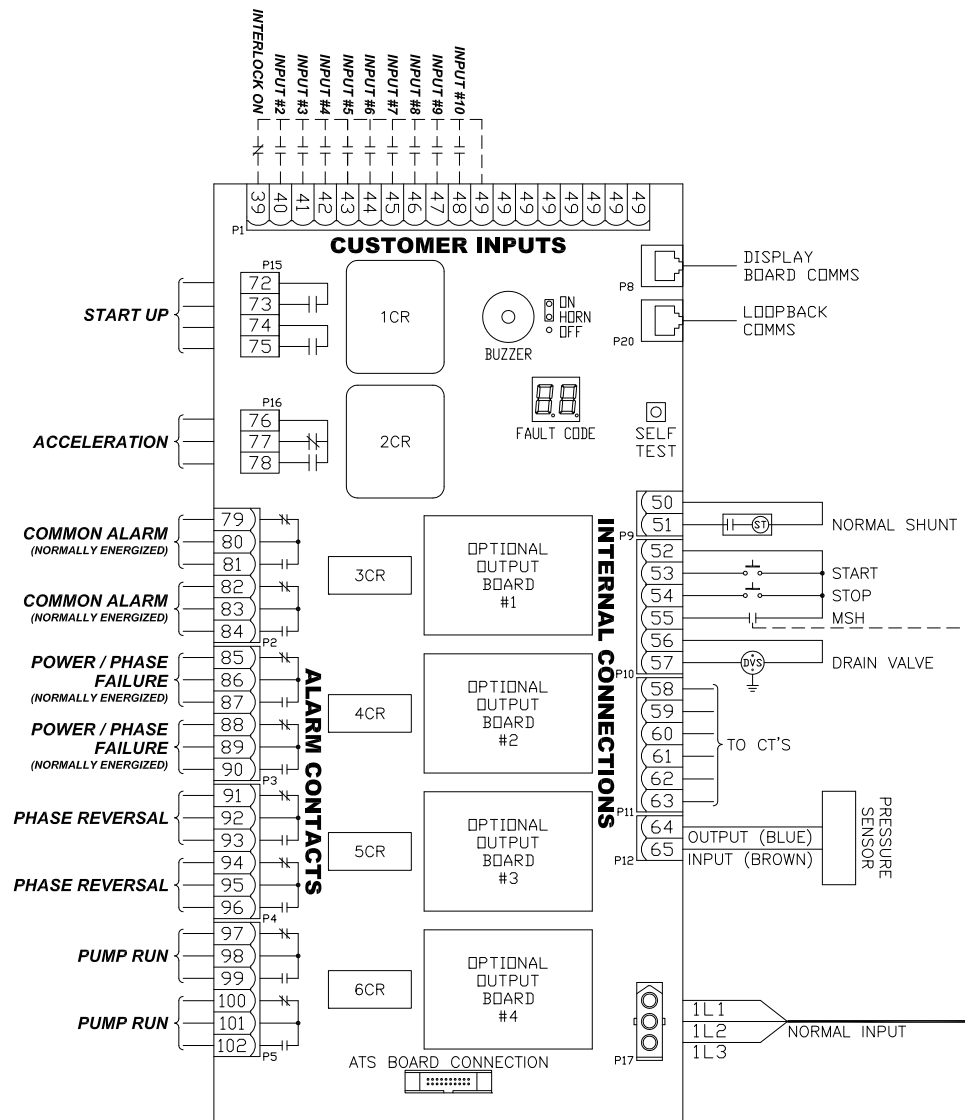 INTERLOCK ON
INPUT #2
INPUT #3
INPUT #4
INPUT #5
INPUT #6
INPUT #7
INPUT #8
INPUT #9
INPUT #10
39 40 41 42 43 44 45 46 47 48 49 49 49 49 49 49 49 49
P1
CUSTOMER INPUTS
P8
DISPLAY
BOARD COMMS
P20
LOOPBACK
COMMS
START UP
P15
72
73
74
75
1CR
BUZZER
ON
HORN
OFF
FAULT CODE
SELF
TEST
ACCELERATION
P16
76
77
78
2CR
COMMON ALARM
(NORMALLY ENERGIZED)
79
80
81
COMMON ALARM
(NORMALLY ENERGIZED)
82
83
84
P2
POWER / PHASE
FAILURE
(NORMALLY ENERGIZED)
85
86
87
POWER / PHASE
FAILURE
(NORMALLY ENERGIZED)
88
89
90
P3
PHASE REVERSAL
91
92
93
PHASE REVERSAL
94
95
96
P4
PUMP RUN
97
98
99
PUMP RUN
100
101
102
P5
ALARM CONTACTS
3CR
4CR
5CR
6CR
OPTIONAL
OUTPUT
BOARD
#1
OPTIONAL
OUTPUT
BOARD
#2
OPTIONAL
OUTPUT
BOARD
#3
OPTIONAL
OUTPUT
BOARD
#4
ATS BOARD CONNECTION
INTERNAL CONNECTIONS
50
51
P9
ST
NORMAL SHUNT
52
53
START
54
STOP
55
MSH
56
57
P10
DVS
DRAIN VALVE
58
59
60
61
62
63
P11
TO CT'S
64
OUTPUT (BLUE)
65
INPUT (BROWN)
P12
PRESSURE
SENSOR
P17
1L1
1L2
1L3
NORMAL INPUT